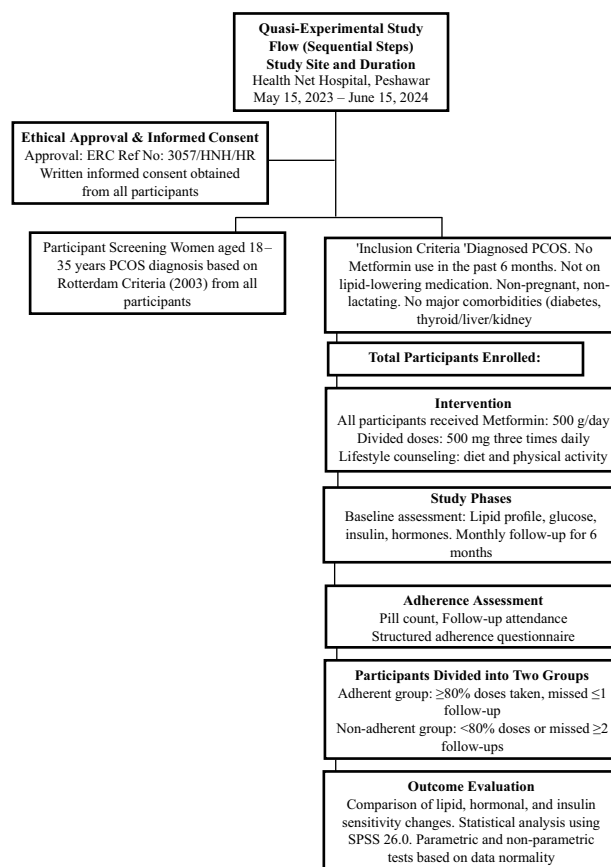 Quasi-Experimental Study
Flow (Sequential Steps)
Study Site and Duration
Health Net Hospital, Peshawar
May 15, 2023 – June 15, 2024
Ethical Approval & Informed Consent
Approval: ERC Ref No: 3057/HNH/HR
Written informed consent obtained
from all participants
Participant Screening Women aged 18–
35 years PCOS diagnosis based on
Rotterdam Criteria (2003) from all
participants
'Inclusion Criteria 'Diagnosed PCOS. No
Metformin use in the past 6 months. Not on
lipid-lowering medication. Non-pregnant, non-
lactating. No major comorbidities (diabetes,
thyroid/liver/kidney
Total Participants Enrolled:
Intervention
All participants received Metformin: 500 g/day
Divided doses: 500 mg three times daily
Lifestyle counseling: diet and physical activity
Study Phases
Baseline assessment: Lipid profile, glucose,
insulin, hormones. Monthly follow-up for 6
months
Adherence Assessment
Pill count, Follow-up attendance
Structured adherence questionnaire
Participants Divided into Two Groups
Adherent group: ≥80% doses taken, missed ≤1
follow-up
Non-adherent group: <80% doses or missed ≥2
follow-ups
Outcome Evaluation
Comparison of lipid, hormonal, and insulin
sensitivity changes. Statistical analysis using
SPSS 26.0. Parametric and non-parametric
tests based on data normality